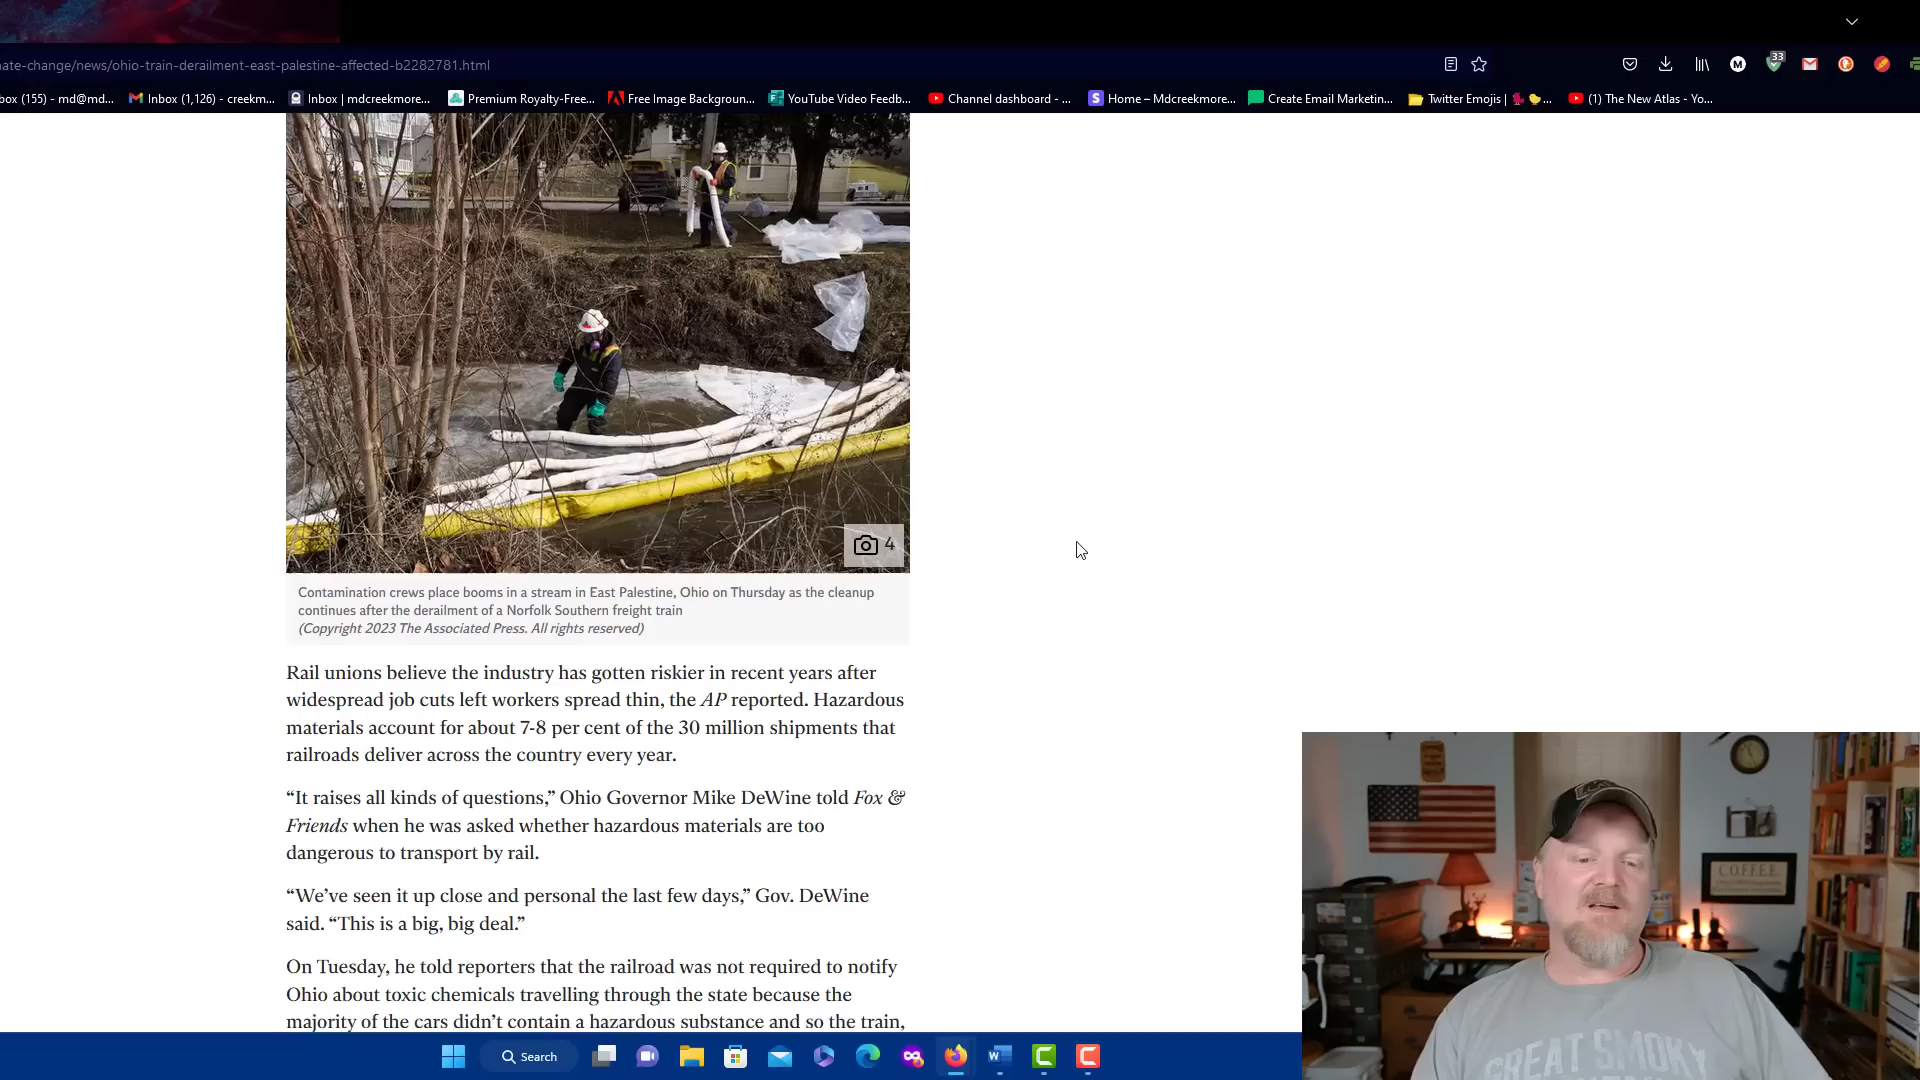 nate-change/news/ohio-train-derailment-east-palestine-affected-b2282781.html
33
box (155) - md@md...
Inbox (1,126) - creekm...
Inbox | mdcreekmore...
Premium Royalty-Free...
Free Image Backgroun...
YouTube Video Feedb...
Channel dashboard - ...
Home – Mdcreekmore...
Create Email Marketin...
Twitter Emojis | ...
(1) The New Atlas - Yo...
4
Contamination crews place booms in a stream in East Palestine, Ohio on Thursday as the cleanup
continues after the derailment of a Norfolk Southern freight train
(Copyright 2023 The Associated Press. All rights reserved)
Rail unions believe the industry has gotten riskier in recent years after
widespread job cuts left workers spread thin, the AP reported. Hazardous
materials account for about 7-8 per cent of the 30 million shipments that
railroads deliver across the country every year.
“It raises all kinds of questions,” Ohio Governor Mike DeWine told Fox &
Friends when he was asked whether hazardous materials are too
dangerous to transport by rail.
“We’ve seen it up close and personal the last few days,” Gov. DeWine
said. “This is a big, big deal.”
On Tuesday, he told reporters that the railroad was not required to notify
Ohio about toxic chemicals travelling through the state because the
majority of the cars didn’t contain a hazardous substance and so the train,
COFFEE
GREAT SMOKY
Search